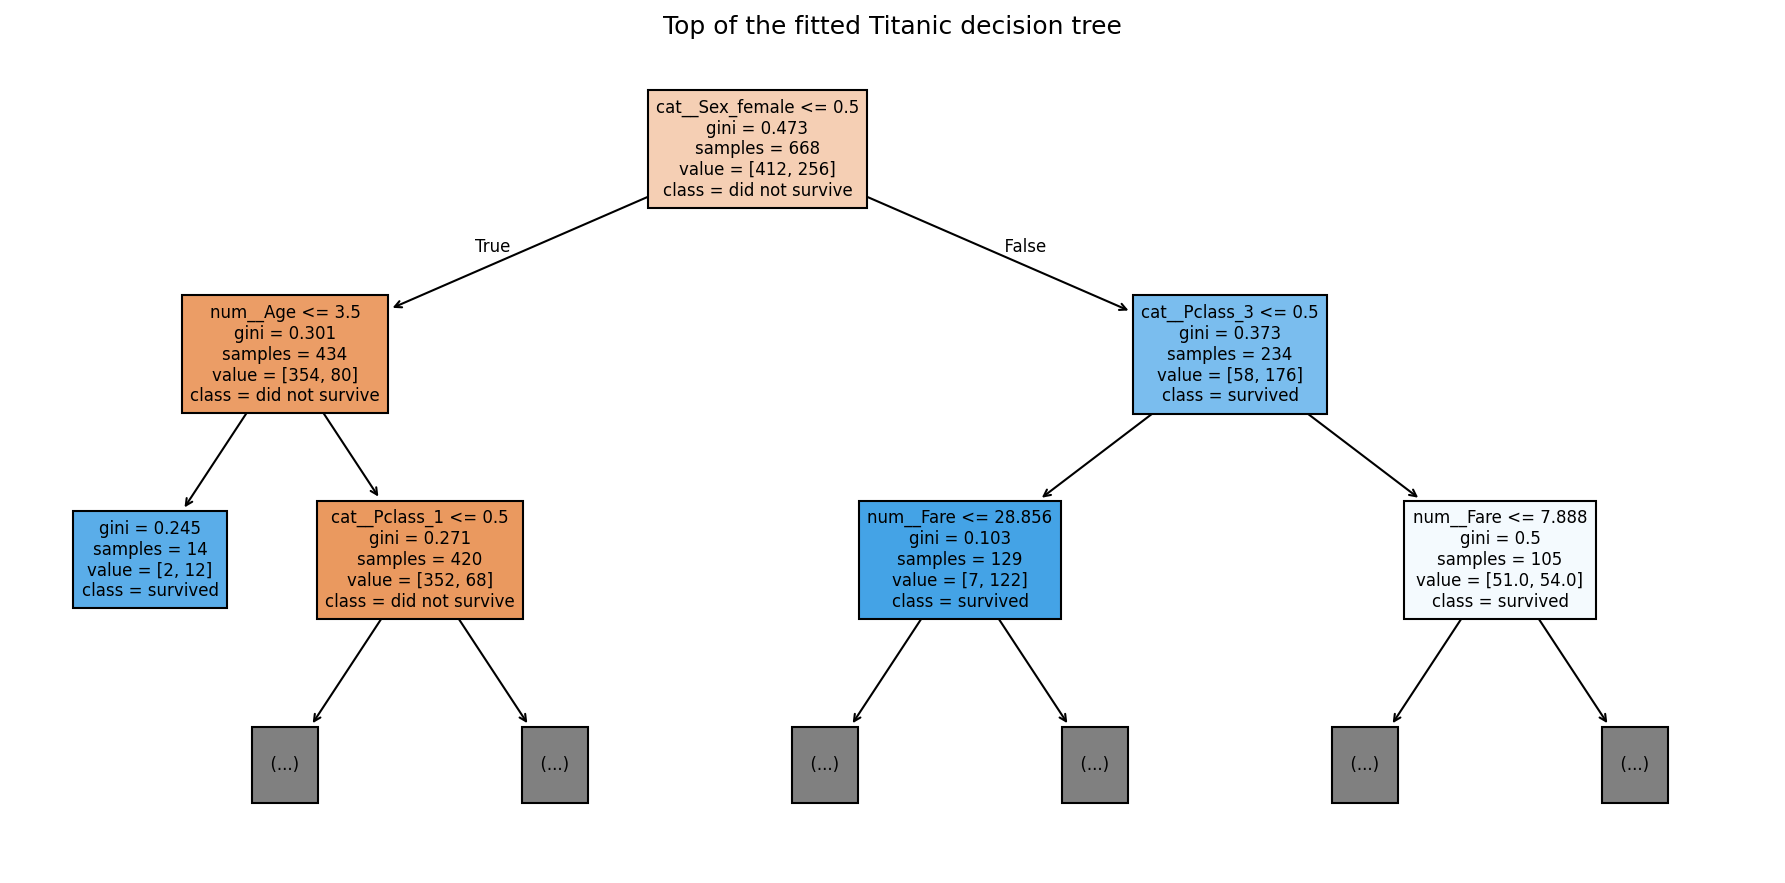 Top of the fitted Titanic decision tree
cat__Sex_female <= 0.5
gini = 0.473
samples = 668
value = [412, 256]
class = did not survive
True
False
num__Age <= 3.5
gini = 0.301
samples = 434
value = [354, 80]
class = did not survive
cat__Pclass_3 <= 0.5
gini = 0.373
samples = 234
value = [58, 176]
class = survived
gini = 0.245
samples = 14
value = [2, 12]
class = survived
cat__Pclass_1 <= 0.5
gini = 0.271
samples = 420
value = [352, 68]
class = did not survive
num__Fare <= 28.856
gini = 0.103
samples = 129
value = [7, 122]
class = survived
num__Fare <= 7.888
gini = 0.5
samples = 105
value = [51.0, 54.0]
class = survived
(...)
(...)
(...)
(...)
(...)
(...)